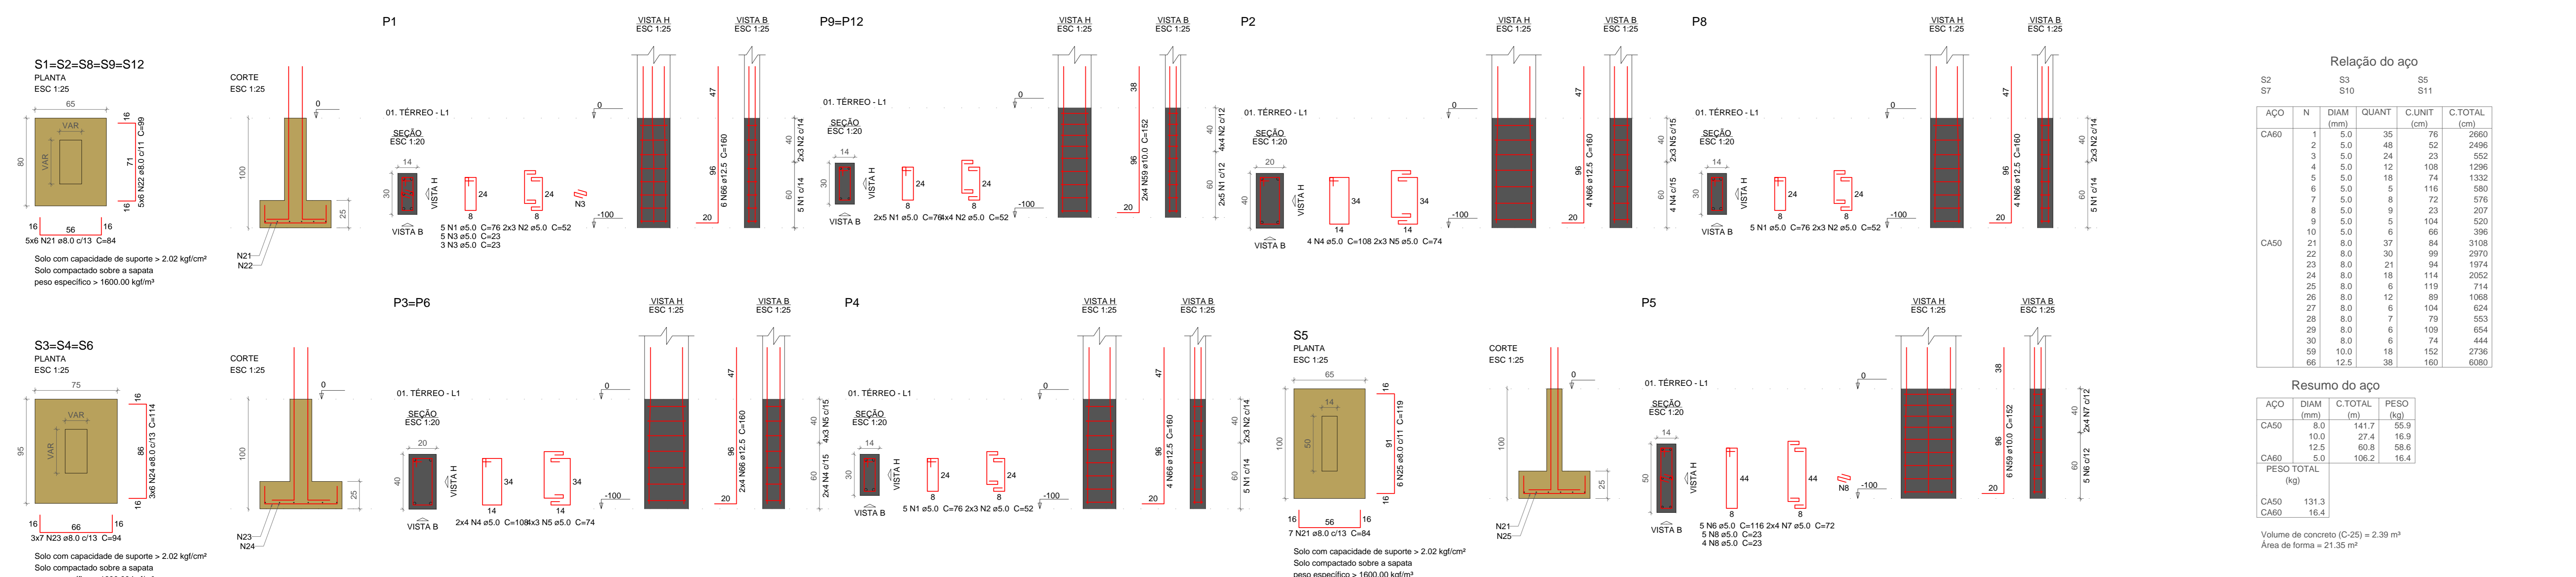 S1=S2=S8=S9=S12
PLANTA
ESC 1:25
65
VAR
VAR
80
16
71
16
5x6 N22 ø8.0 c/11 C=99
16
56
16
5x6 N21 ø8.0 c/13 C=84
Solo com capacidade de suporte > 2.02 kgf/cm²
Solo compactado sobre a sapata
peso específico > 1600.00 kgf/m³
CORTE
ESC 1:25
0
100
25
N21
N22
P1
01. TÉRREO - L1
SEÇÃO
ESC 1:20
14
30
VISTA H
VISTA B
24
8
24
8
N3
5 N1 ø5.0 C=76 2x3 N2 ø5.0 C=52
5 N3 ø5.0 C=23
3 N3 ø5.0 C=23
VISTA H
ESC 1:25
0
-100
47
96
20
6 N66 ø12.5 C=160
VISTA B
ESC 1:25
40
60
2x3 N2 c/14
5 N1 c/14
P9=P12
01. TÉRREO - L1
SEÇÃO
ESC 1:20
14
30
VISTA H
VISTA B
24
8
24
8
2x5 N1 ø5.0 C=76
4x4 N2 ø5.0 C=52
VISTA H
ESC 1:25
0
-100
38
96
20
2x4 N59 ø10.0 C=152
VISTA B
ESC 1:25
40
60
4x4 N2 c/12
2x5 N1 c/12
P2
01. TÉRREO - L1
SEÇÃO
ESC 1:20
20
40
VISTA H
VISTA B
34
14
34
14
4 N4 ø5.0 C=108 2x3 N5 ø5.0 C=74
VISTA H
ESC 1:25
0
-100
47
96
20
4 N66 ø12.5 C=160
VISTA B
ESC 1:25
40
60
2x3 N5 c/15
4 N4 c/15
P8
01. TÉRREO - L1
SEÇÃO
ESC 1:20
14
30
VISTA H
VISTA B
24
8
24
8
5 N1 ø5.0 C=76 2x3 N2 ø5.0 C=52
VISTA H
ESC 1:25
0
-100
47
96
20
4 N66 ø12.5 C=160
VISTA B
ESC 1:25
40
60
2x3 N2 c/14
5 N1 c/14
S3=S4=S6
PLANTA
ESC 1:25
75
VAR
VAR
95
16
86
16
3x6 N24 ø8.0 c/13 C=114
16
66
16
3x7 N23 ø8.0 c/13 C=94
Solo com capacidade de suporte > 2.02 kgf/cm²
Solo compactado sobre a sapata
CORTE
ESC 1:25
0
100
25
N23
N24
P3=P6
01. TÉRREO - L1
SEÇÃO
ESC 1:20
20
40
VISTA H
VISTA B
34
14
34
14
2x4 N4 ø5.0 C=108
4x3 N5 ø5.0 C=74
VISTA H
ESC 1:25
0
-100
47
96
20
2x4 N66 ø12.5 C=160
VISTA B
ESC 1:25
40
60
4x3 N5 c/15
2x4 N4 c/15
P4
01. TÉRREO - L1
SEÇÃO
ESC 1:20
14
30
VISTA H
VISTA B
24
8
24
8
5 N1 ø5.0 C=76 2x3 N2 ø5.0 C=52
VISTA H
ESC 1:25
0
-100
47
96
20
4 N66 ø12.5 C=160
VISTA B
ESC 1:25
40
60
2x3 N2 c/14
5 N1 c/14
S5
PLANTA
ESC 1:25
65
14
50
100
16
91
16
6 N25 ø8.0 c/11 C=119
16
56
16
7 N21 ø8.0 c/13 C=84
Solo com capacidade de suporte > 2.02 kgf/cm²
Solo compactado sobre a sapata
peso específico > 1600.00 kgf/m³
CORTE
ESC 1:25
0
100
25
N21
N25
P5
01. TÉRREO - L1
SEÇÃO
ESC 1:20
14
50
VISTA H
VISTA B
44
8
44
8
N8
5 N6 ø5.0 C=116 2x4 N7 ø5.0 C=72
5 N8 ø5.0 C=23
4 N8 ø5.0 C=23
VISTA H
ESC 1:25
0
-100
38
96
20
6 N59 ø10.0 C=152
VISTA B
ESC 1:25
40
60
2x4 N7 c/12
5 N6 c/12
Relação do aço
S2 S3 S5
S7 S10 S11
AÇO N DIAM QUANT C.UNIT C.TOTAL
(mm) (cm) (cm)
CA60 1 5.0 35 76 2660
2 5.0 48 52 2496
3 5.0 24 23 552
4 5.0 12 108 1296
5 5.0 18 74 1332
6 5.0 5 116 580
7 5.0 8 72 576
8 5.0 9 23 207
9 5.0 5 104 520
10 5.0 6 66 396
CA50 21 8.0 37 84 3108
22 8.0 30 99 2970
23 8.0 21 94 1974
24 8.0 18 114 2052
25 8.0 6 119 714
26 8.0 12 89 1068
27 8.0 6 104 624
28 8.0 7 79 553
29 8.0 6 109 654
30 8.0 6 74 444
59 10.0 18 152 2736
66 12.5 38 160 6080
Resumo do aço
AÇO DIAM C.TOTAL PESO
(mm) (m) (kg)
CA50 8.0 141.7 55.9
10.0 27.4 16.9
12.5 60.8 58.6
CA60 5.0 106.2 16.4
PESO TOTAL
(kg)
CA50 131.3
CA60 16.4
Volume de concreto (C-25) = 2.39 m³
Área de forma = 21.35 m²